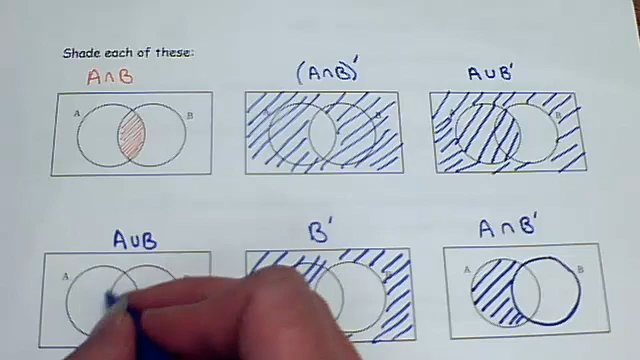 Shade each of these:
A∩B
(A∩B)′
A∪B′
A B
A B
A B
A∪B
B′
A∩B′
A
A B